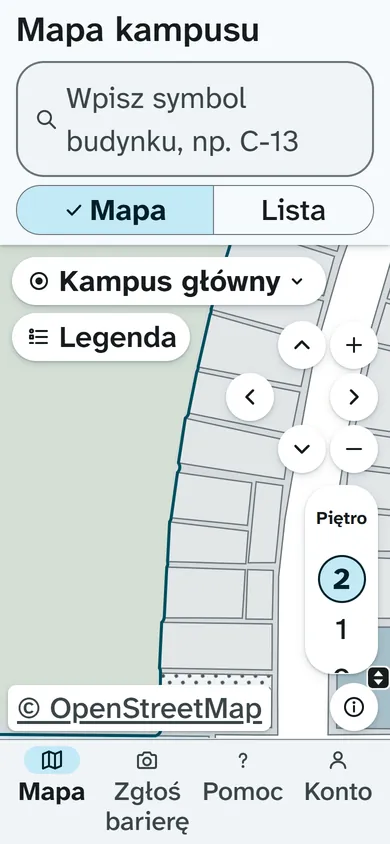 Mapa kampusu
Wpisz symbol
budynku, np. C-13
Mapa
Lista
Kampus główny
Legenda
Piętro
2
1
© OpenStreetMap
Mapa
Zgłoś
barierę
Pomoc
Konto